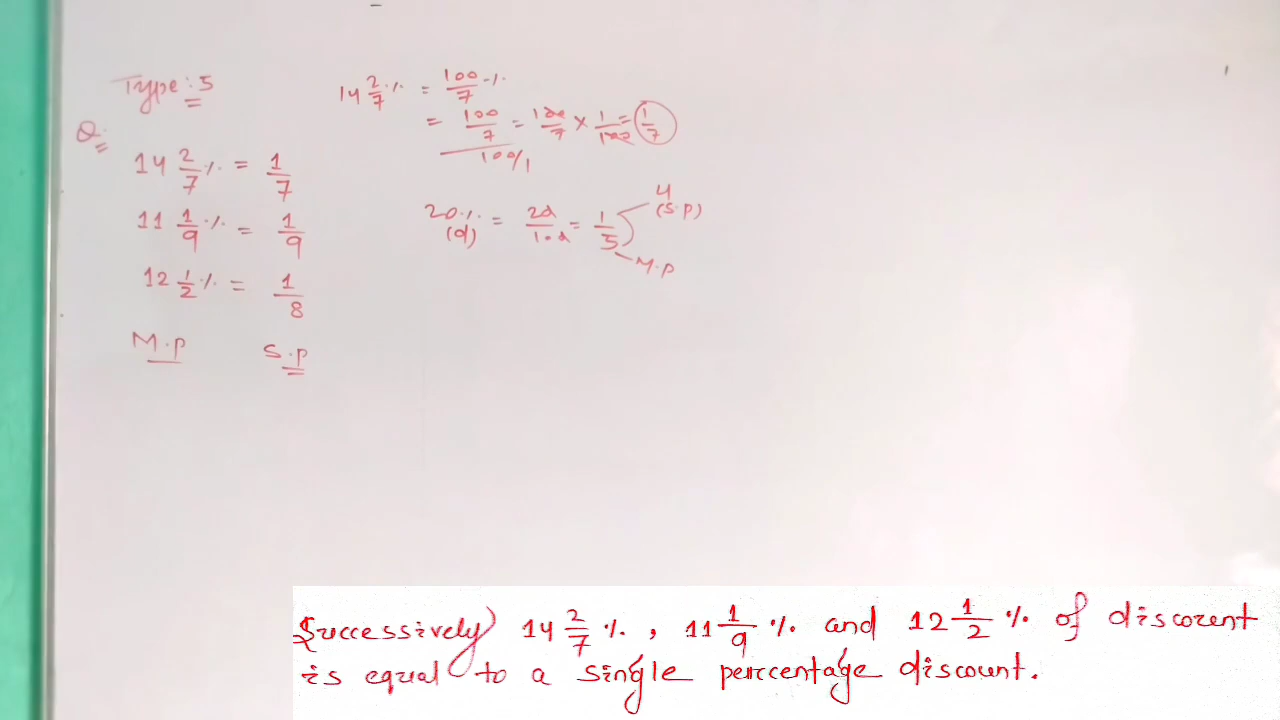 Type: 5
Q:
14 2/7 % = 1/7
11 1/9 % = 1/9
12 1/2 % = 1/8
M.P S.P
14 2/7 % = 100/7 %
= 100/7 / 100/1 = 100/7 × 1/100 = 1/7
20% (d) = 20/100 = 1/5
4 (S.P)
M.P
Successively 14 2/7 %, 11 1/9 % and 12 1/2 % of discount
is equal to a single percentage discount.